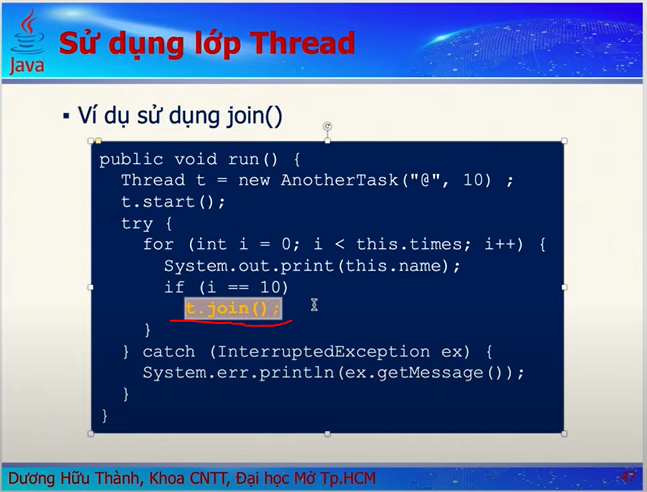 Java
Sử dụng lớp Thread
▪ Ví dụ sử dụng join()
public void run() {
Thread t = new AnotherTask("@", 10) ;
t.start();
try {
for (int i = 0; i < this.times; i++) {
System.out.print(this.name);
if (i == 10)
t.join();
}
} catch (InterruptedException ex) {
System.err.println(ex.getMessage());
}
}
Dương Hữu Thành, Khoa CNTT, Đại học Mở Tp.HCM
47